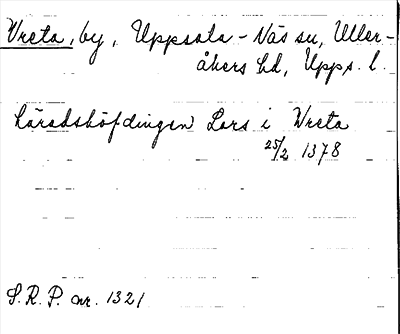 Vreta, by, Uppsala-Näs sn, Uller-
åkers hd, Upps. l.
häradshöfdingen Lars i Vreta
25/2 1378
S.R.P. nr. 1321